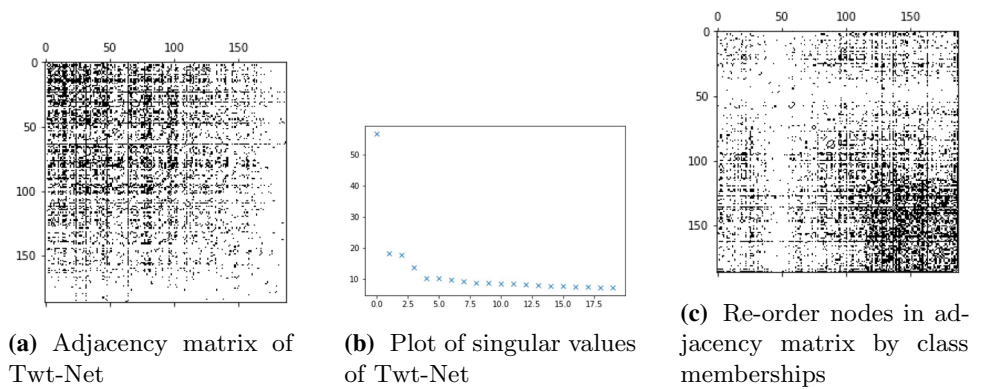 0 50 100 150
0
50
100
150
(a) Adjacency matrix of
Twt-Net
50
40
30
20
10
0.0 2.5 5.0 7.5 10.0 12.5 15.0 17.5
(b) Plot of singular values
of Twt-Net
0 50 100 150
0
50
100
150
(c) Re-order nodes in ad-
jacency matrix by class
memberships